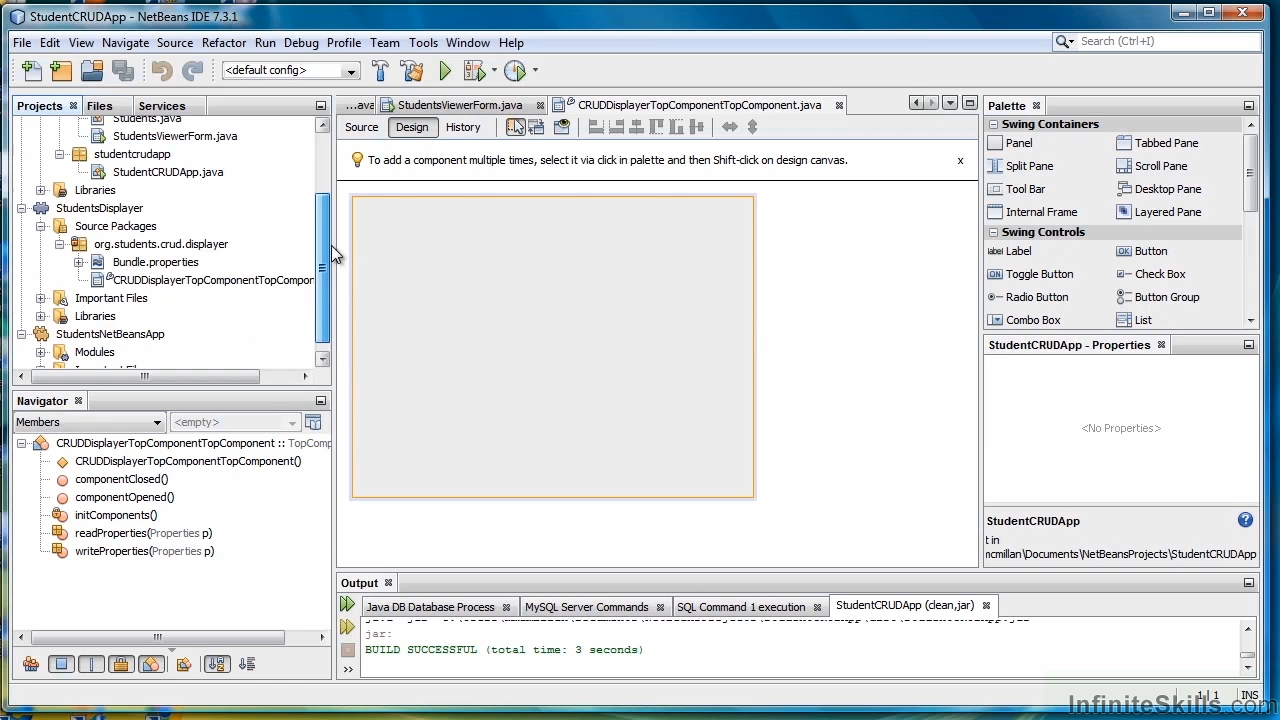 StudentCRUDApp - NetBeans IDE 7.3.1
File Edit View Navigate Source Refactor Run Debug Profile Team Tools Window Help
Search (Ctrl+I)
<default config>
Projects Files Services
Students.java
StudentsViewerForm.java
studentcrudapp
StudentCRUDApp.java
Libraries
StudentsDisplayer
Source Packages
org.students.crud.displayer
Bundle.properties
CRUDDisplayerTopComponentTopCompor
Important Files
Libraries
StudentsNetBeansApp
Modules
Navigator
Members <empty>
CRUDDisplayerTopComponentTopComponent :: TopComp
CRUDDisplayerTopComponentTopComponent()
componentClosed()
componentOpened()
initComponents()
readProperties(Properties p)
writeProperties(Properties p)
...ava StudentsViewerForm.java CRUDDisplayerTopComponentTopComponent.java
Source Design History
To add a component multiple times, select it via click in palette and then Shift-click on design canvas. x
Palette
Swing Containers
Panel Tabbed Pane
Split Pane Scroll Pane
Tool Bar Desktop Pane
Internal Frame Layered Pane
Swing Controls
label Label OK Button
ON Toggle Button Check Box
Radio Button Button Group
Combo Box List
StudentCRUDApp - Properties
<No Properties>
StudentCRUDApp
t in
mcmillan\Documents\NetBeansProjects\StudentCRUDApp
Output
Java DB Database Process MySQL Server Commands SQL Command 1 execution StudentCRUDApp (clean,jar)
jar:
BUILD SUCCESSFUL (total time: 3 seconds)
1 | 1 INS
InfiniteSkills.com